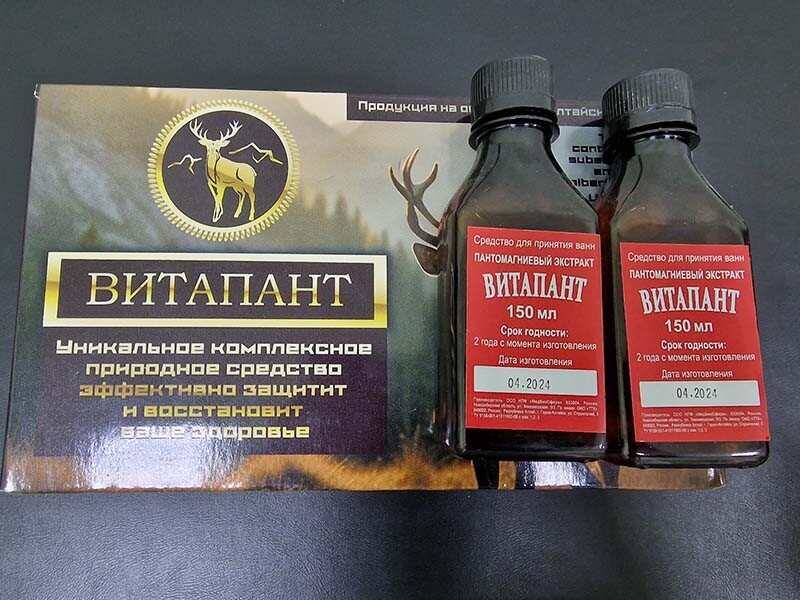 Продукция на
ВИТАПАНТ
Уникальное комплексное
природное средство
эффективно защитит
и восстановит
ваше здоровье
Средство для принятия ванн
ПАНТОМАГНИЕВЫЙ ЭКСТРАКТ
ВИТАПАНТ
150 мл
Срок годности:
2 года с момента изготовления
Дата изготовления
04.2024
Средство для принятия ванн
ПАНТОМАГНИЕВЫЙ ЭКСТРАКТ
ВИТАПАНТ
150 мл
Срок годности:
2 года с момента изготовления
Дата изготовления
04.2024